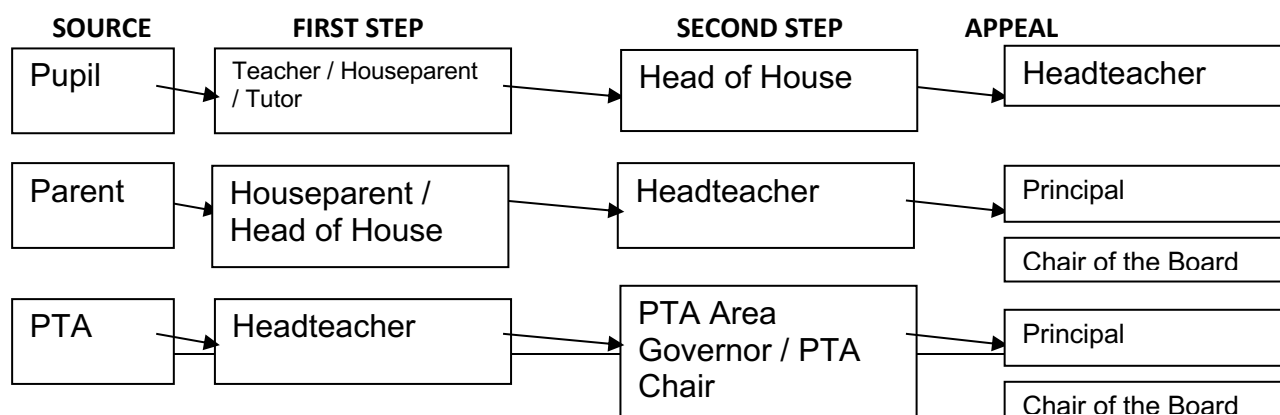 SOURCE FIRST STEP SECOND STEP APPEAL
Pupil
Teacher / Houseparent
/ Tutor
Head of House
Headteacher
Parent
Houseparent /
Head of House
Headteacher
Principal
Chair of the Board
PTA
Headteacher
PTA Area
Governor / PTA
Chair
Principal
Chair of the Board